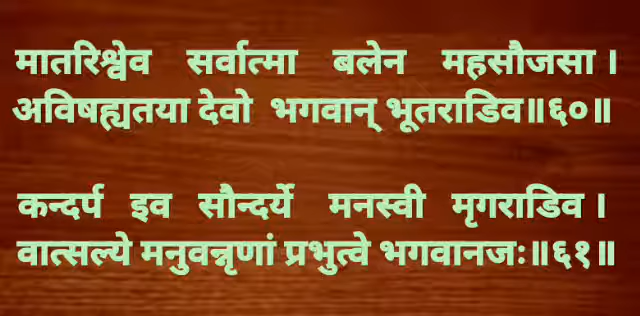 मातरिश्वेव सर्वात्मा बलेन महसौजसा ।
अविषह्यतया देवो भगवान् भूतराडिव॥६०॥
कन्दर्प इव सौन्दर्ये मनस्वी मृगराडिव ।
वात्सल्ये मनुवन्नृणां प्रभुत्वे भगवानजः॥६१॥